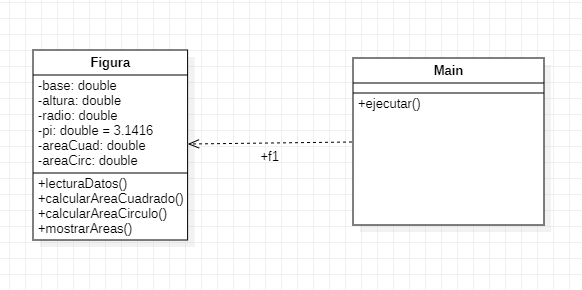 Figura
-base: double
-altura: double
-radio: double
-pi: double = 3.1416
-areaCuad: double
-areaCirc: double
+lecturaDatos()
+calcularAreaCuadrado()
+calcularAreaCirculo()
+mostrarAreas()
+f1
Main
+ejecutar()